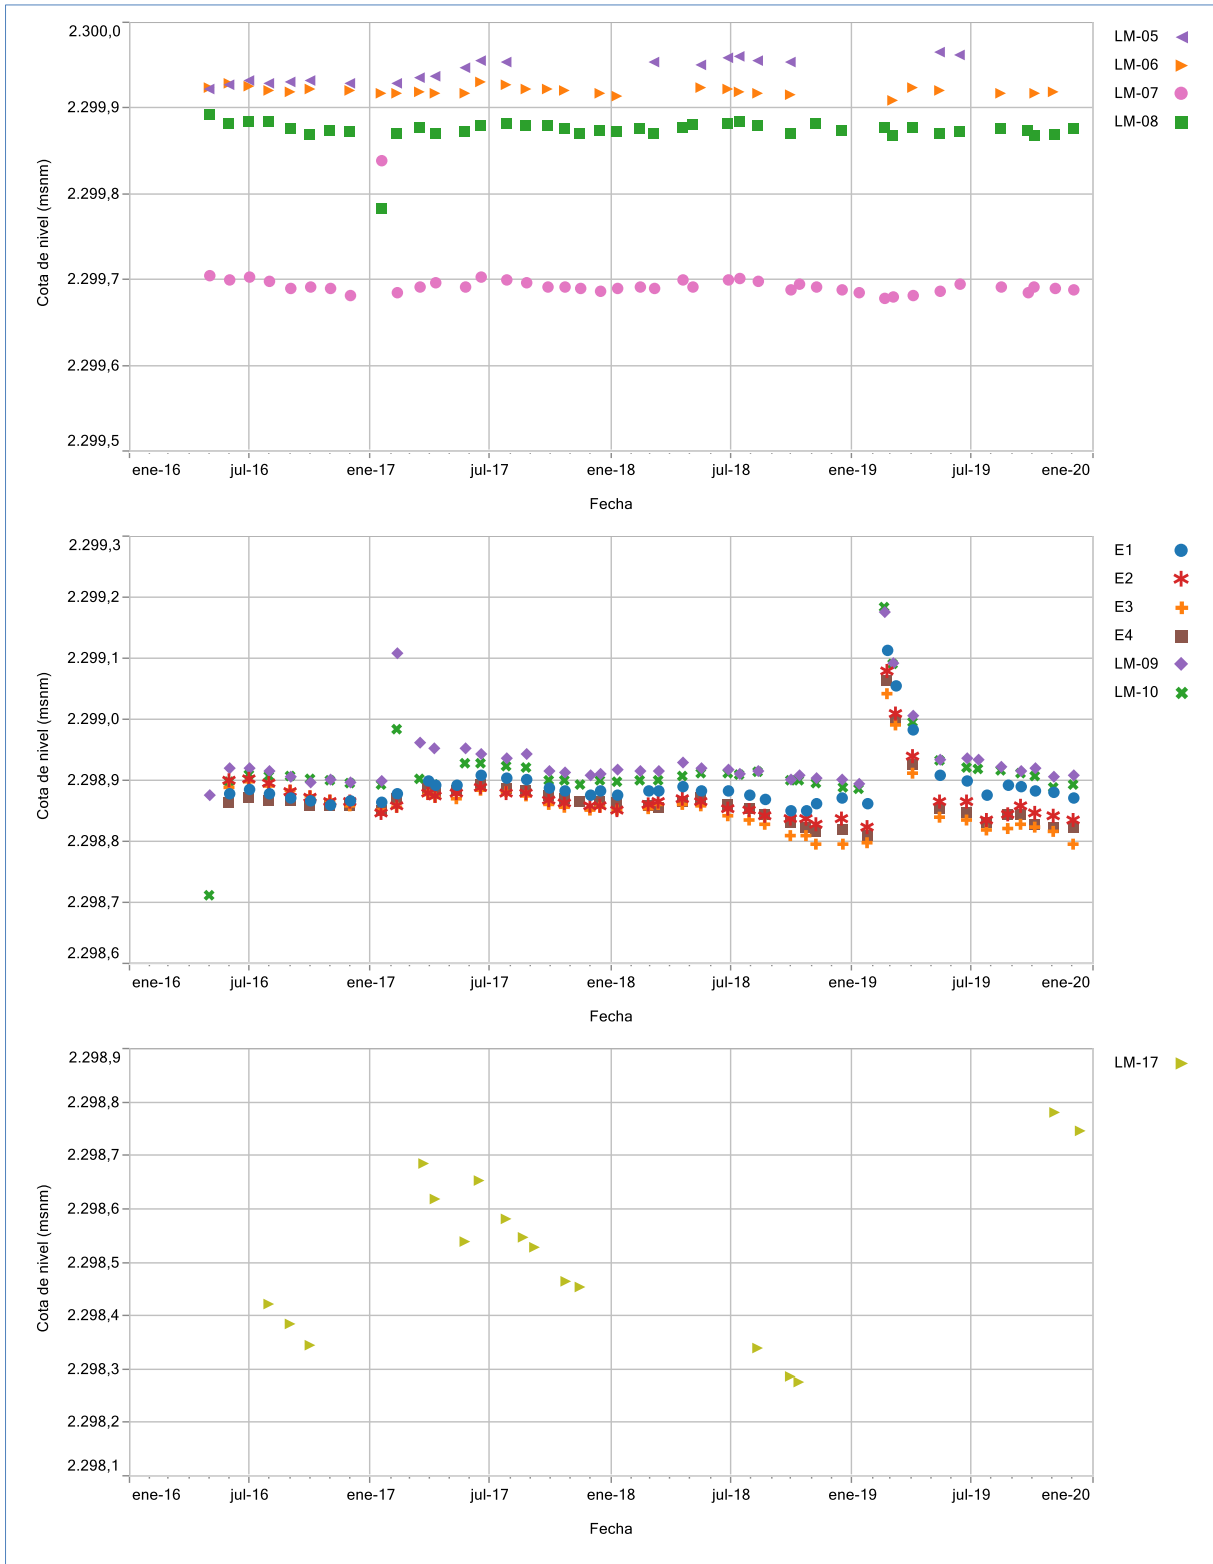 2.300,0
2.299,9
2.299,8
2.299,7
2.299,6
2.299,5
Cota de nivel (msnm)
ene-16 jul-16 ene-17 jul-17 ene-18 jul-18 ene-19 jul-19 ene-20
Fecha
LM-05
LM-06
LM-07
LM-08
2.299,3
2.299,2
2.299,1
2.299,0
2.298,9
2.298,8
2.298,7
2.298,6
Cota de nivel (msnm)
ene-16 jul-16 ene-17 jul-17 ene-18 jul-18 ene-19 jul-19 ene-20
Fecha
E1
E2
E3
E4
LM-09
LM-10
2.298,9
2.298,8
2.298,7
2.298,6
2.298,5
2.298,4
2.298,3
2.298,2
2.298,1
Cota de nivel (msnm)
ene-16 jul-16 ene-17 jul-17 ene-18 jul-18 ene-19 jul-19 ene-20
Fecha
LM-17